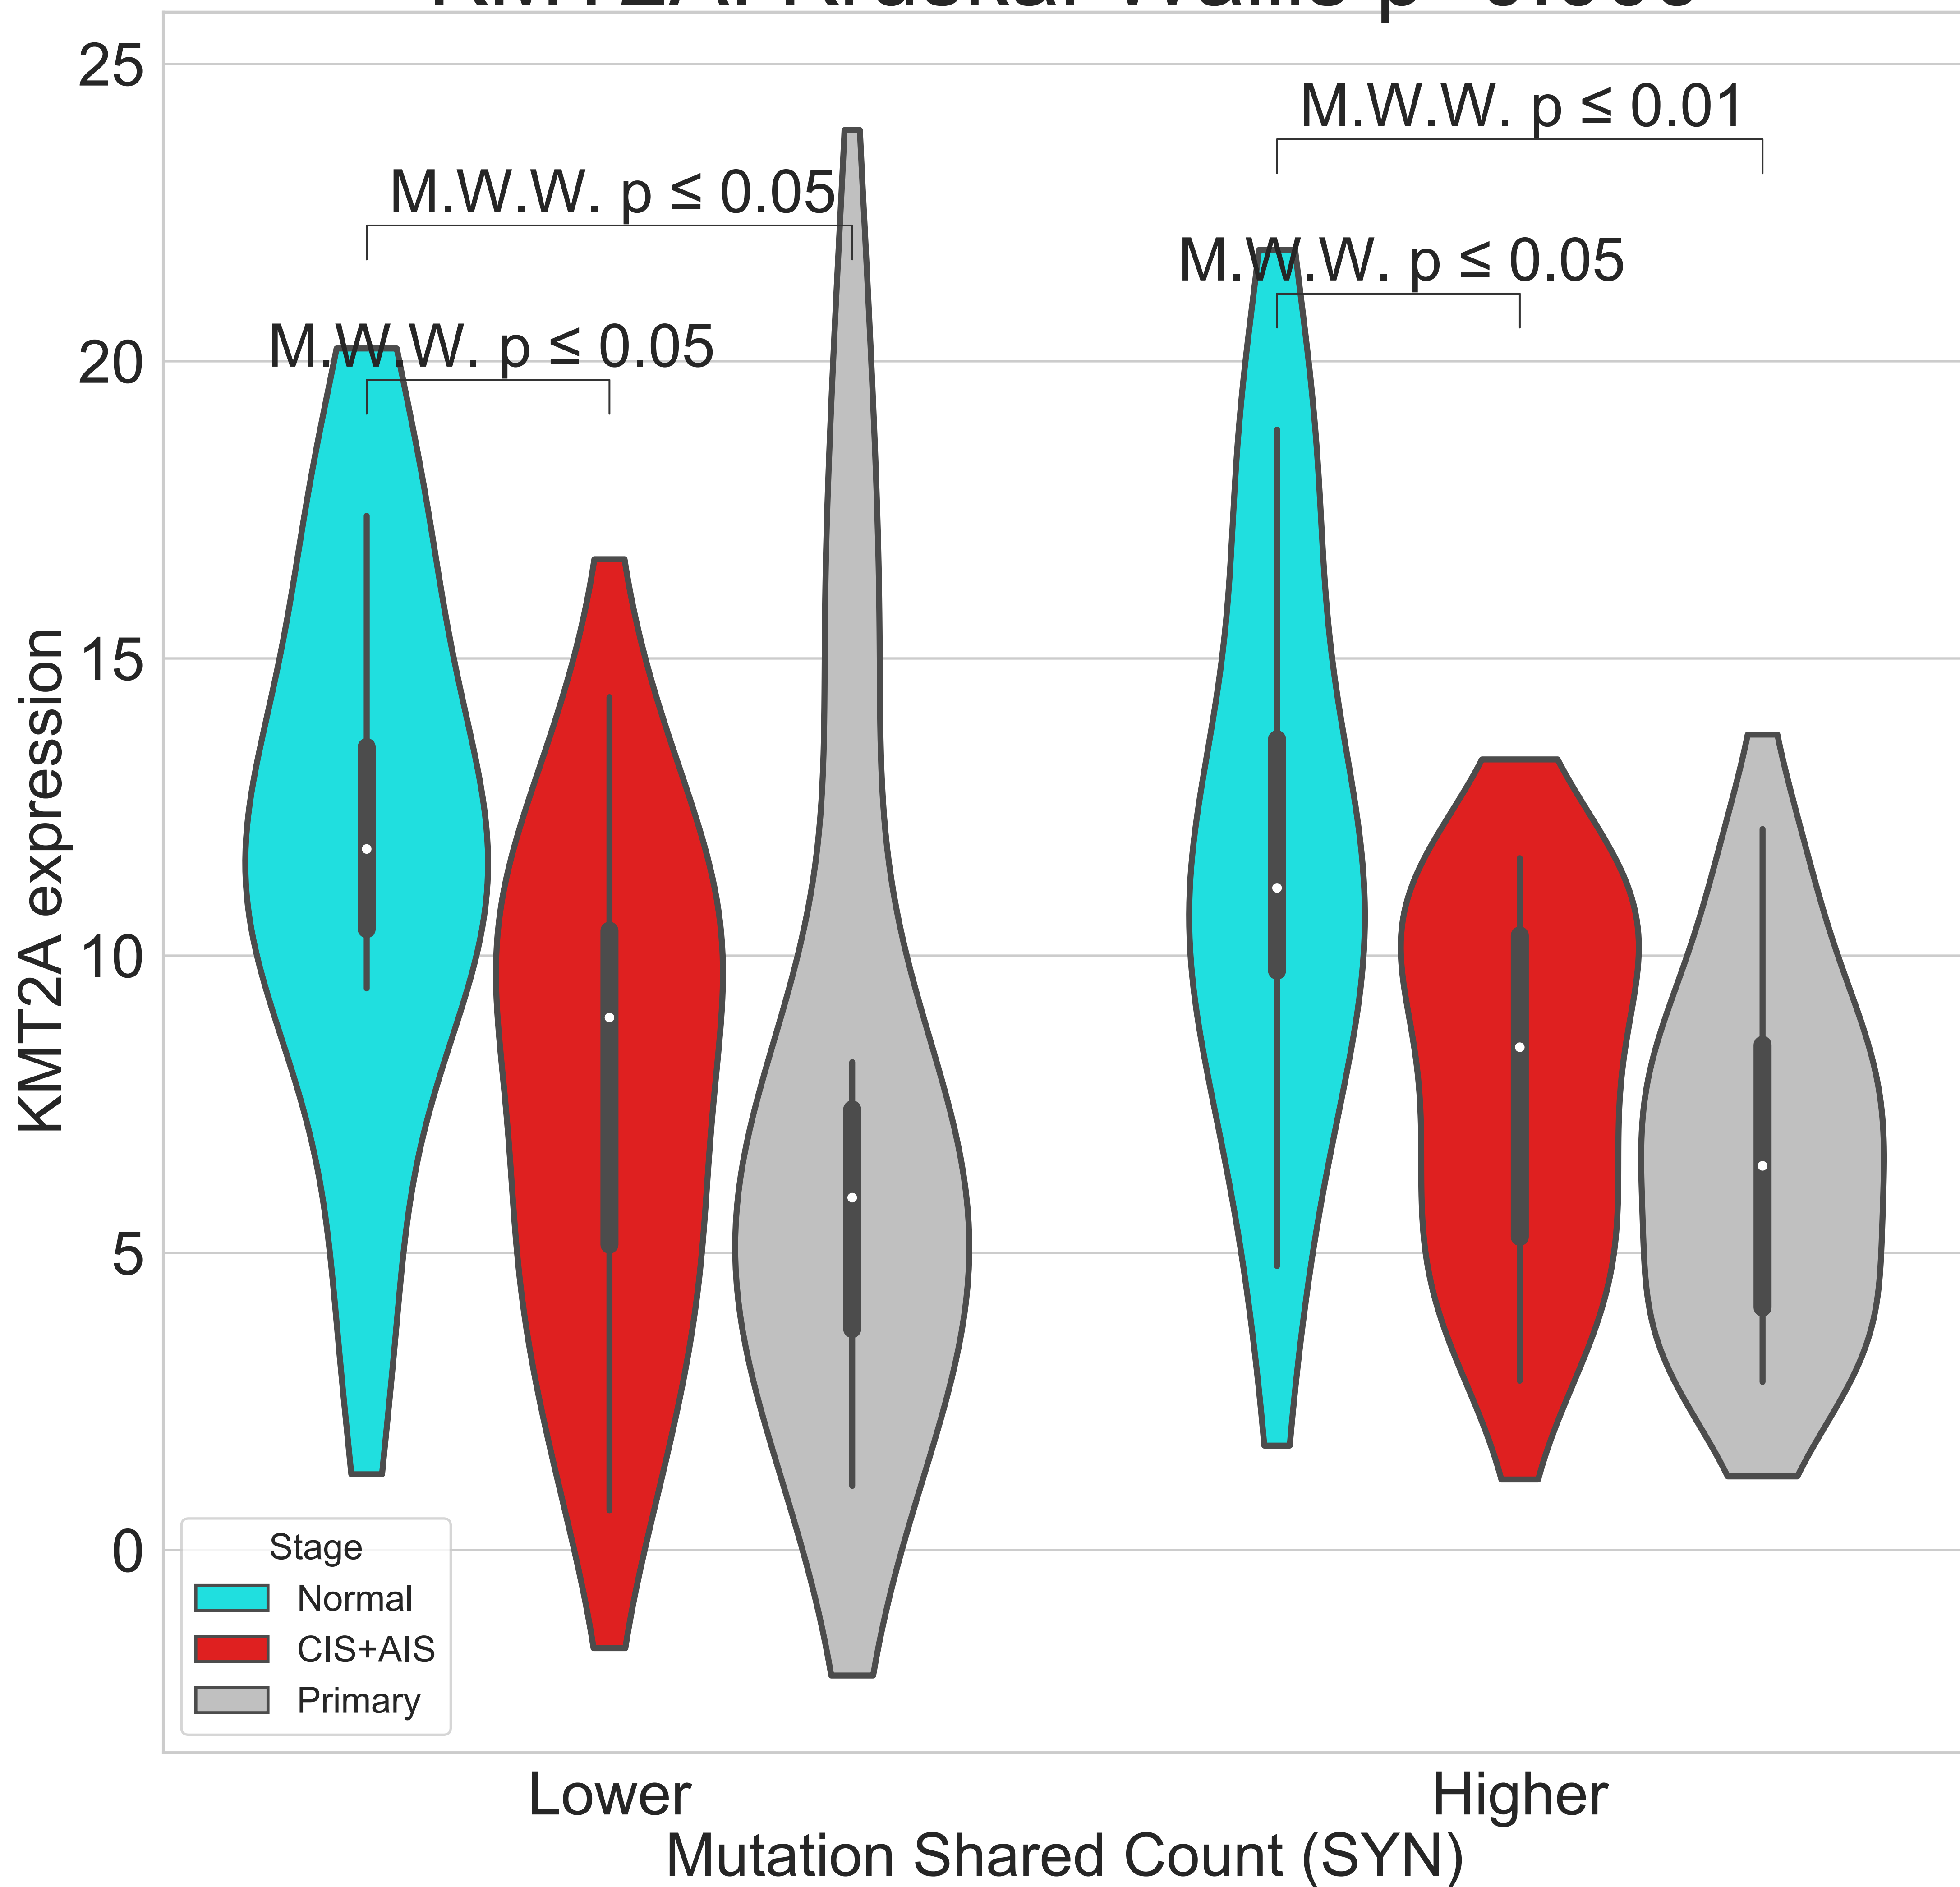 25
M.W.W. p ≤ 0.01
M.W.W. p ≤ 0.05
M.W.W. p ≤ 0.05
M.W.W. p ≤ 0.05
20
15
10
5
0
KMT2A expression
Stage
Normal
CIS+AIS
Primary
Lower
Higher
Mutation Shared Count (SYN)